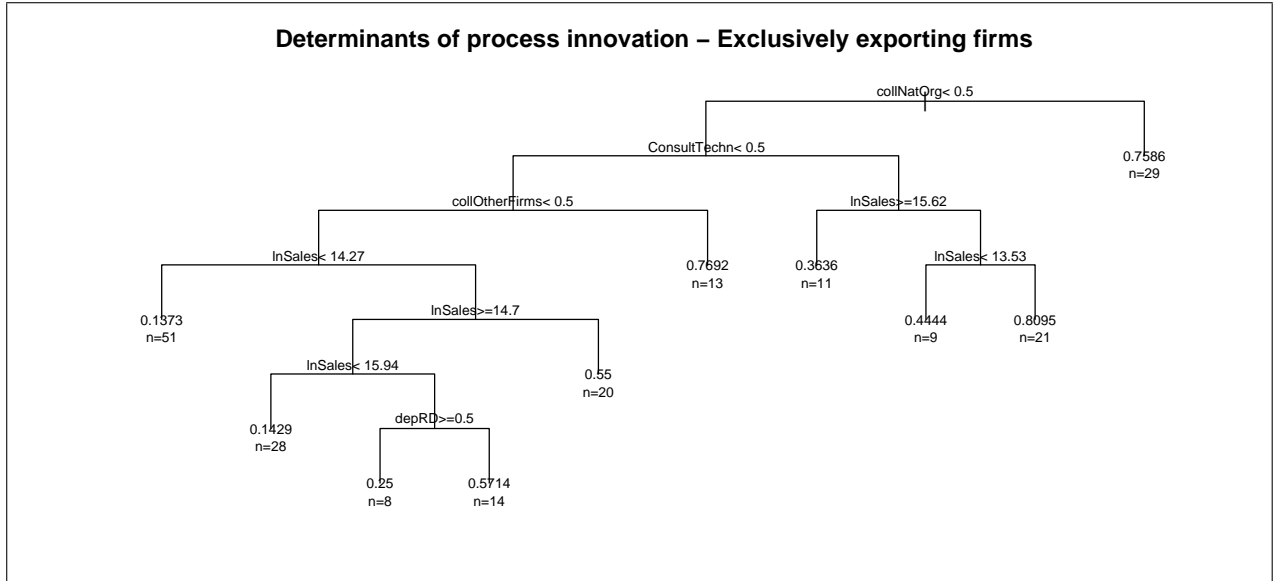 Determinants of process innovation – Exclusively exporting firms
collNatOrg< 0.5
ConsultTechn< 0.5
0.7586
n=29
collOtherFirms< 0.5
lnSales>=15.62
lnSales< 14.27
0.7692
n=13
0.3636
n=11
lnSales< 13.53
0.1373
n=51
lnSales>=14.7
0.4444
n=9
0.8095
n=21
lnSales< 15.94
0.55
n=20
0.1429
n=28
depRD>=0.5
0.25
n=8
0.5714
n=14